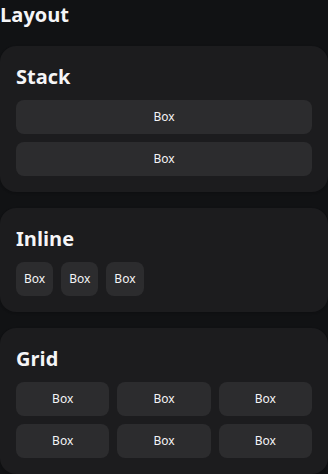 Layout
Stack
Box
Box
Inline
Box Box Box
Grid
Box Box Box
Box Box Box